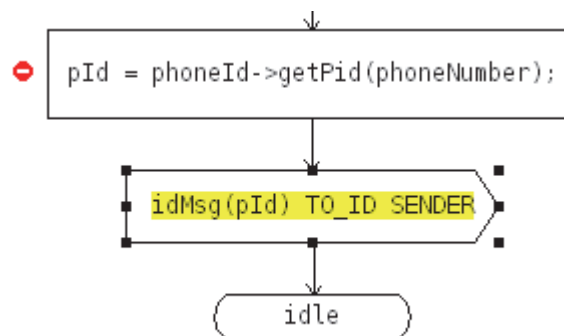 pId = phoneId->getPid(phoneNumber);
idMsg(pId) TO_ID SENDER
idle